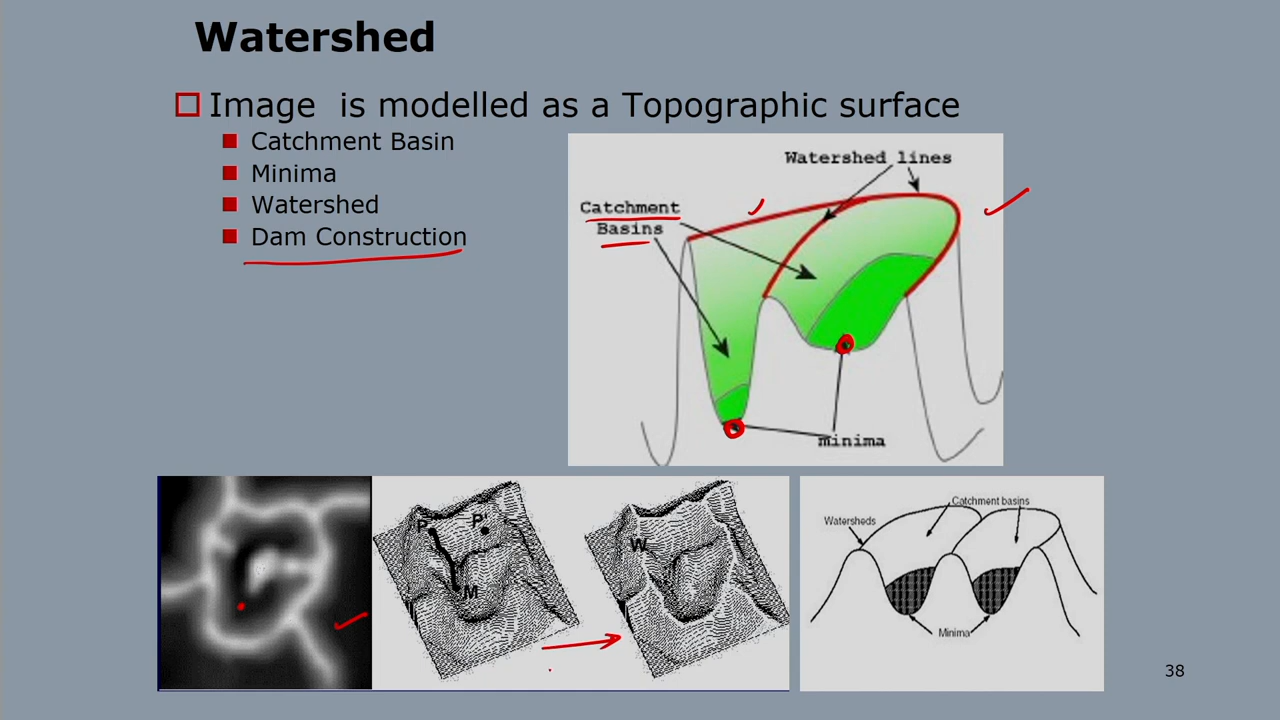 Watershed
Image is modelled as a Topographic surface
Catchment Basin
Minima
Watershed
Dam Construction
Watershed lines
Catchment
Basins
minima
P
P'
M
W
Catchment basins
Watersheds
Minima
38